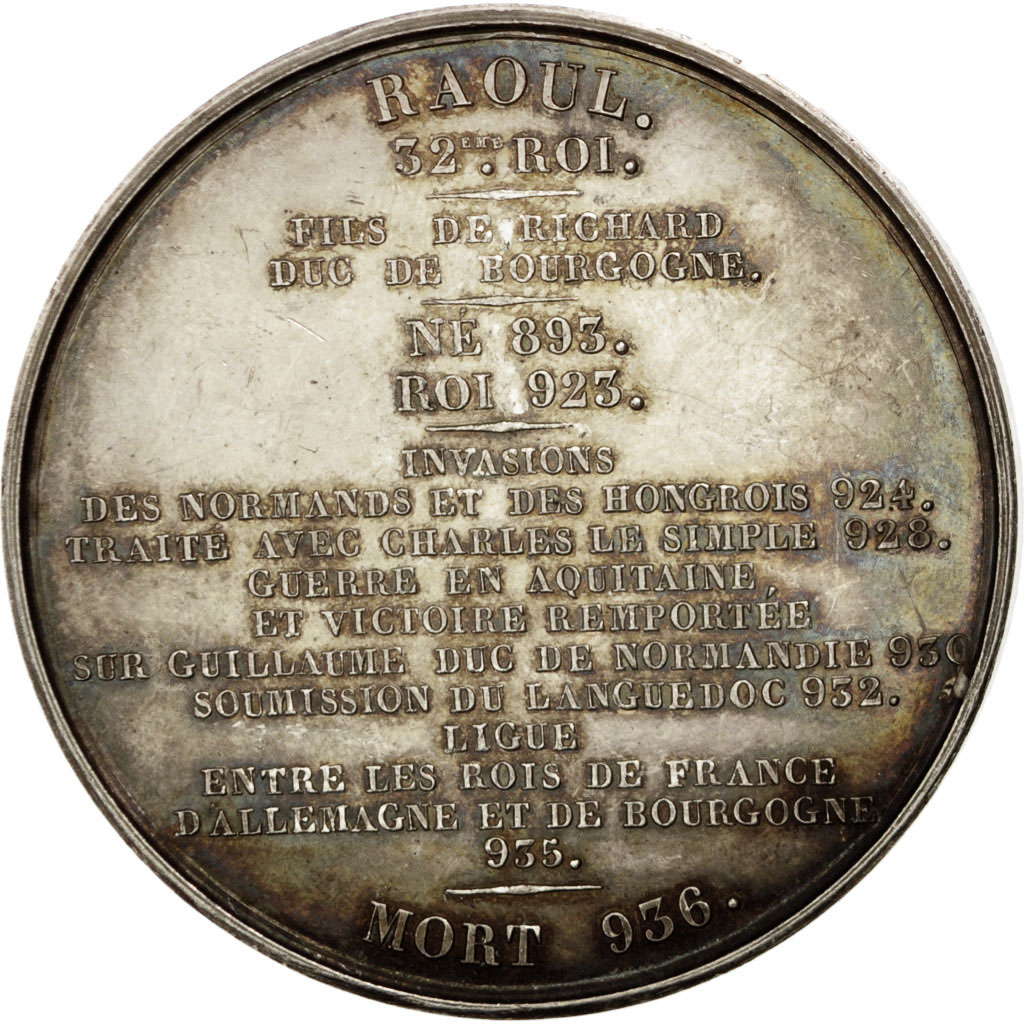 RAOUL.
32EME. ROI.
FILS DE RICHARD
DUC DE BOURGOGNE.
NÉ 893.
ROI 923.
INVASIONS
DES NORMANDS ET DES HONGROIS 924.
TRAITÉ AVEC CHARLES LE SIMPLE 928.
GUERRE EN AQUITAINE
ET VICTOIRE REMPORTÉE
SUR GUILLAUME DUC DE NORMANDIE 930
SOUMISSION DU LANGUEDOC 932.
LIGUE
ENTRE LES ROIS DE FRANCE
D'ALLEMAGNE ET DE BOURGOGNE
935.
MORT 936.